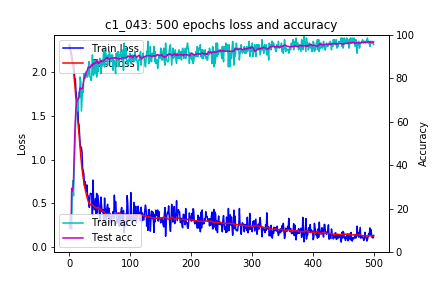 c1_043: 500 epochs loss and accuracy
Train loss
Test loss
Train acc
Test acc
Loss
Accuracy
2.0
1.5
1.0
0.5
0.0
100
80
60
40
20
0
0
100
200
300
400
500